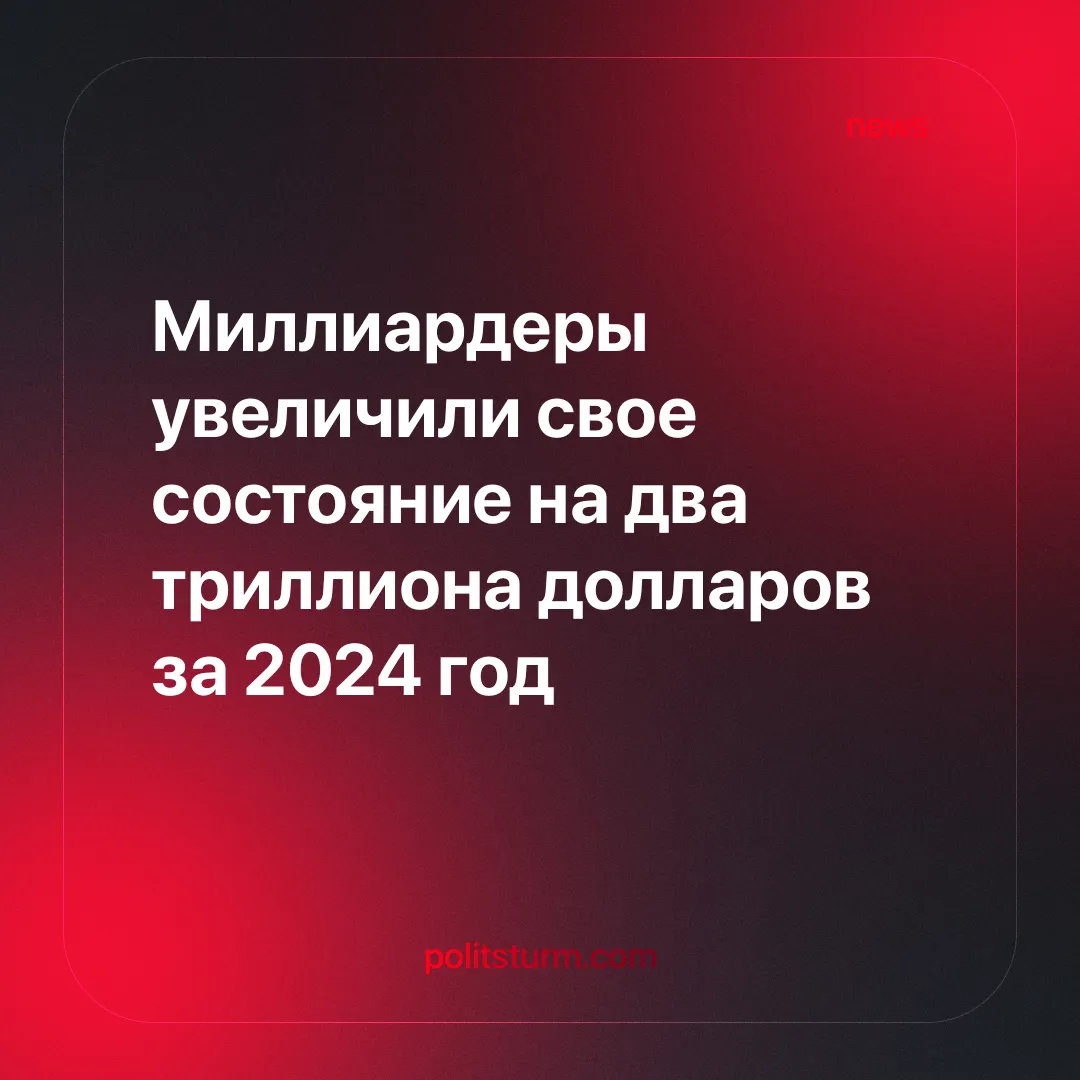 news
Миллиардеры
увеличили свое
состояние на два
триллиона долларов
за 2024 год
politsturm.com